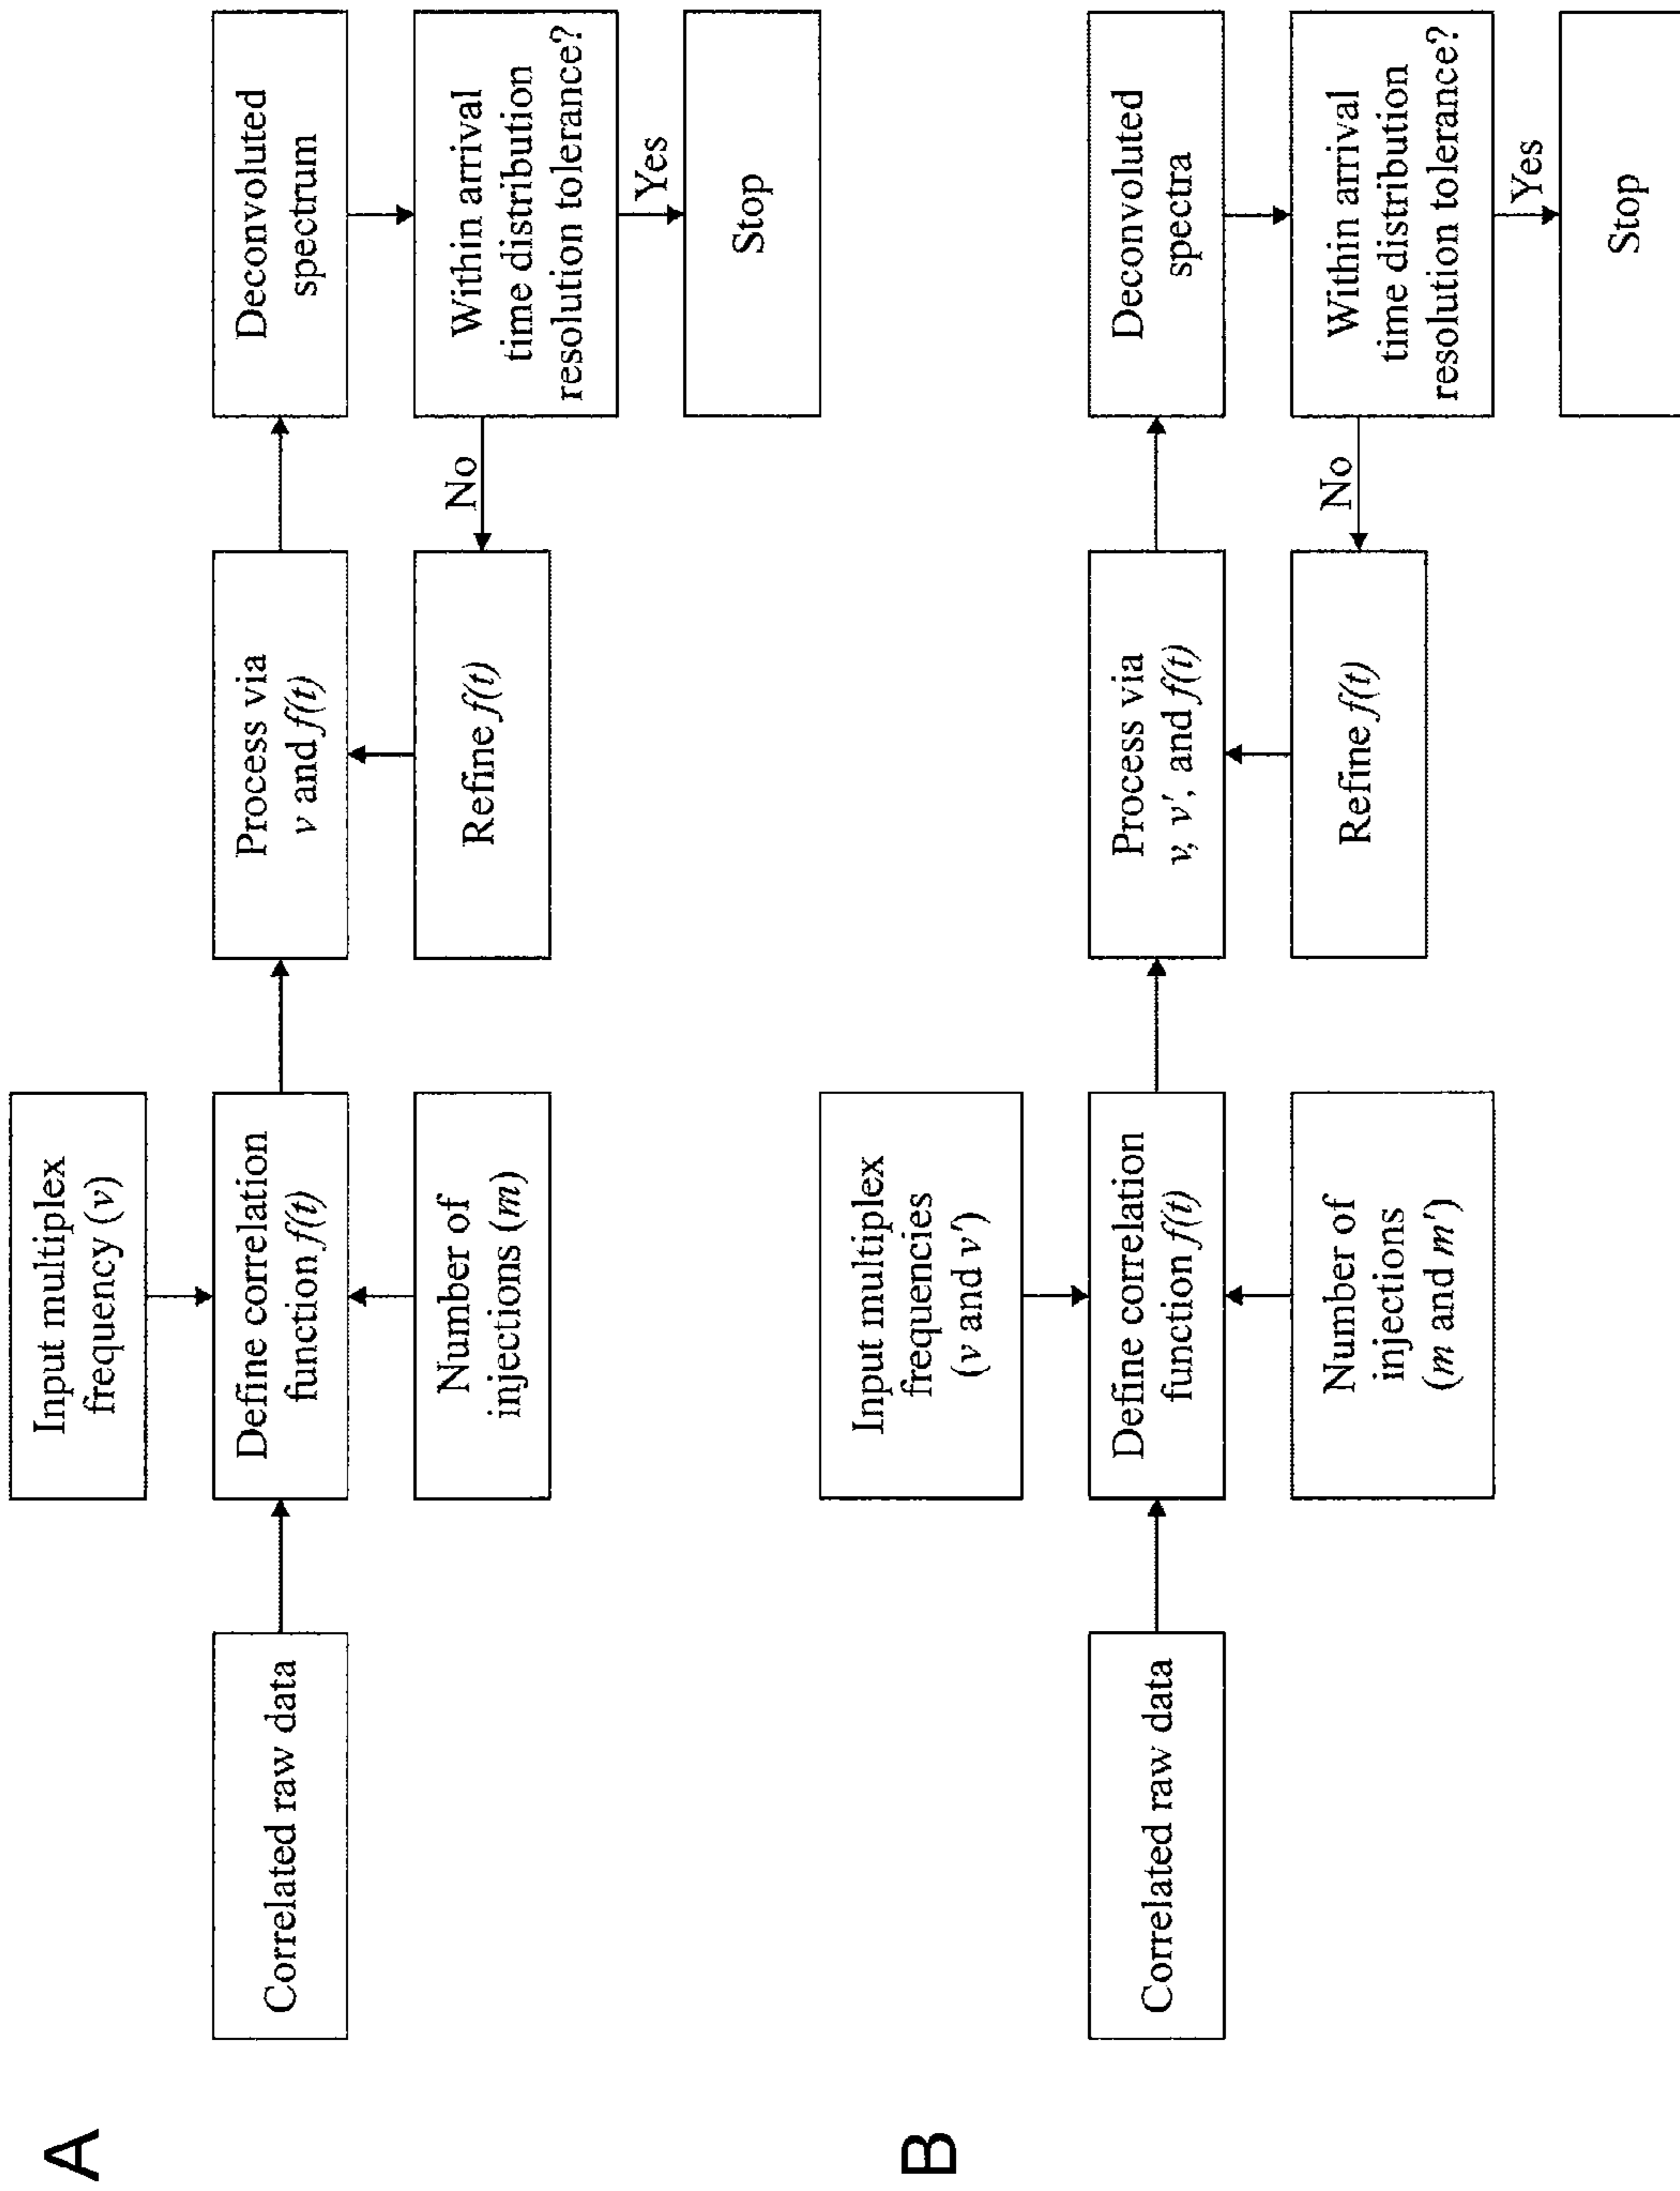 A
Input multiplex
frequency (v)
Correlated raw data
Define correlation
function f(t)
Number of
injections (m)
Process via
v and f(t)
Refine f(t)
Deconvoluted
spectrum
Within arrival
time distribution
resolution tolerance?
No
Yes
Stop
B
Input multiplex
frequencies
(v and v')
Correlated raw data
Define correlation
function f(t)
Number of
injections
(m and m')
Process via
v, v', and f(t)
Refine f(t)
Deconvoluted
spectra
Within arrival
time distribution
resolution tolerance?
No
Yes
Stop